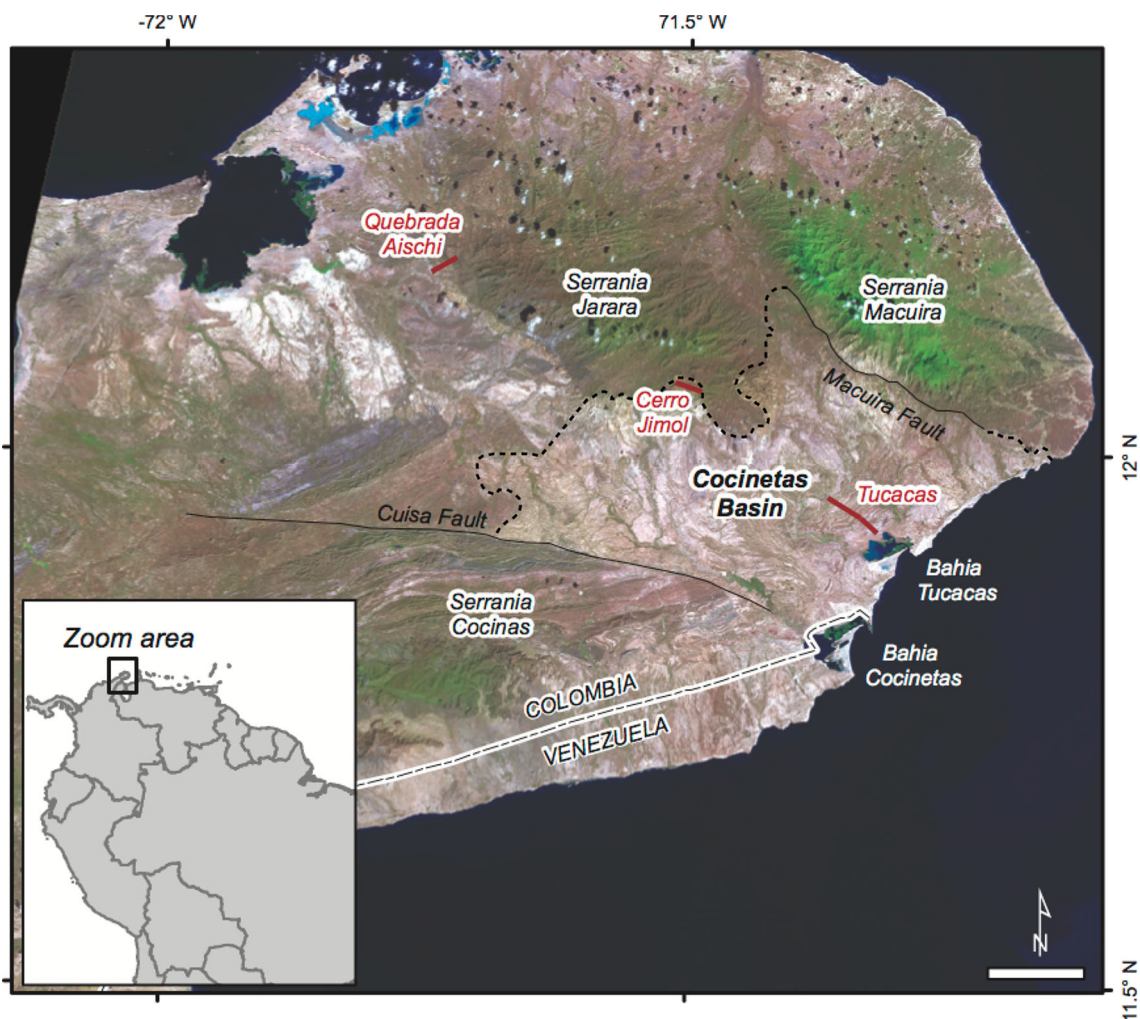 -72° W
71.5° W
Quebrada
Aischi
Serrania
Jarara
Serrania
Macuira
Cerro
Jimol
Macuira Fault
12° N
Cocinetas
Basin
Tucacas
Cuisa Fault
Bahia
Tucacas
Serrania
Cocinas
Zoom area
Bahia
Cocinetas
COLOMBIA
VENEZUELA
N
11.5° N